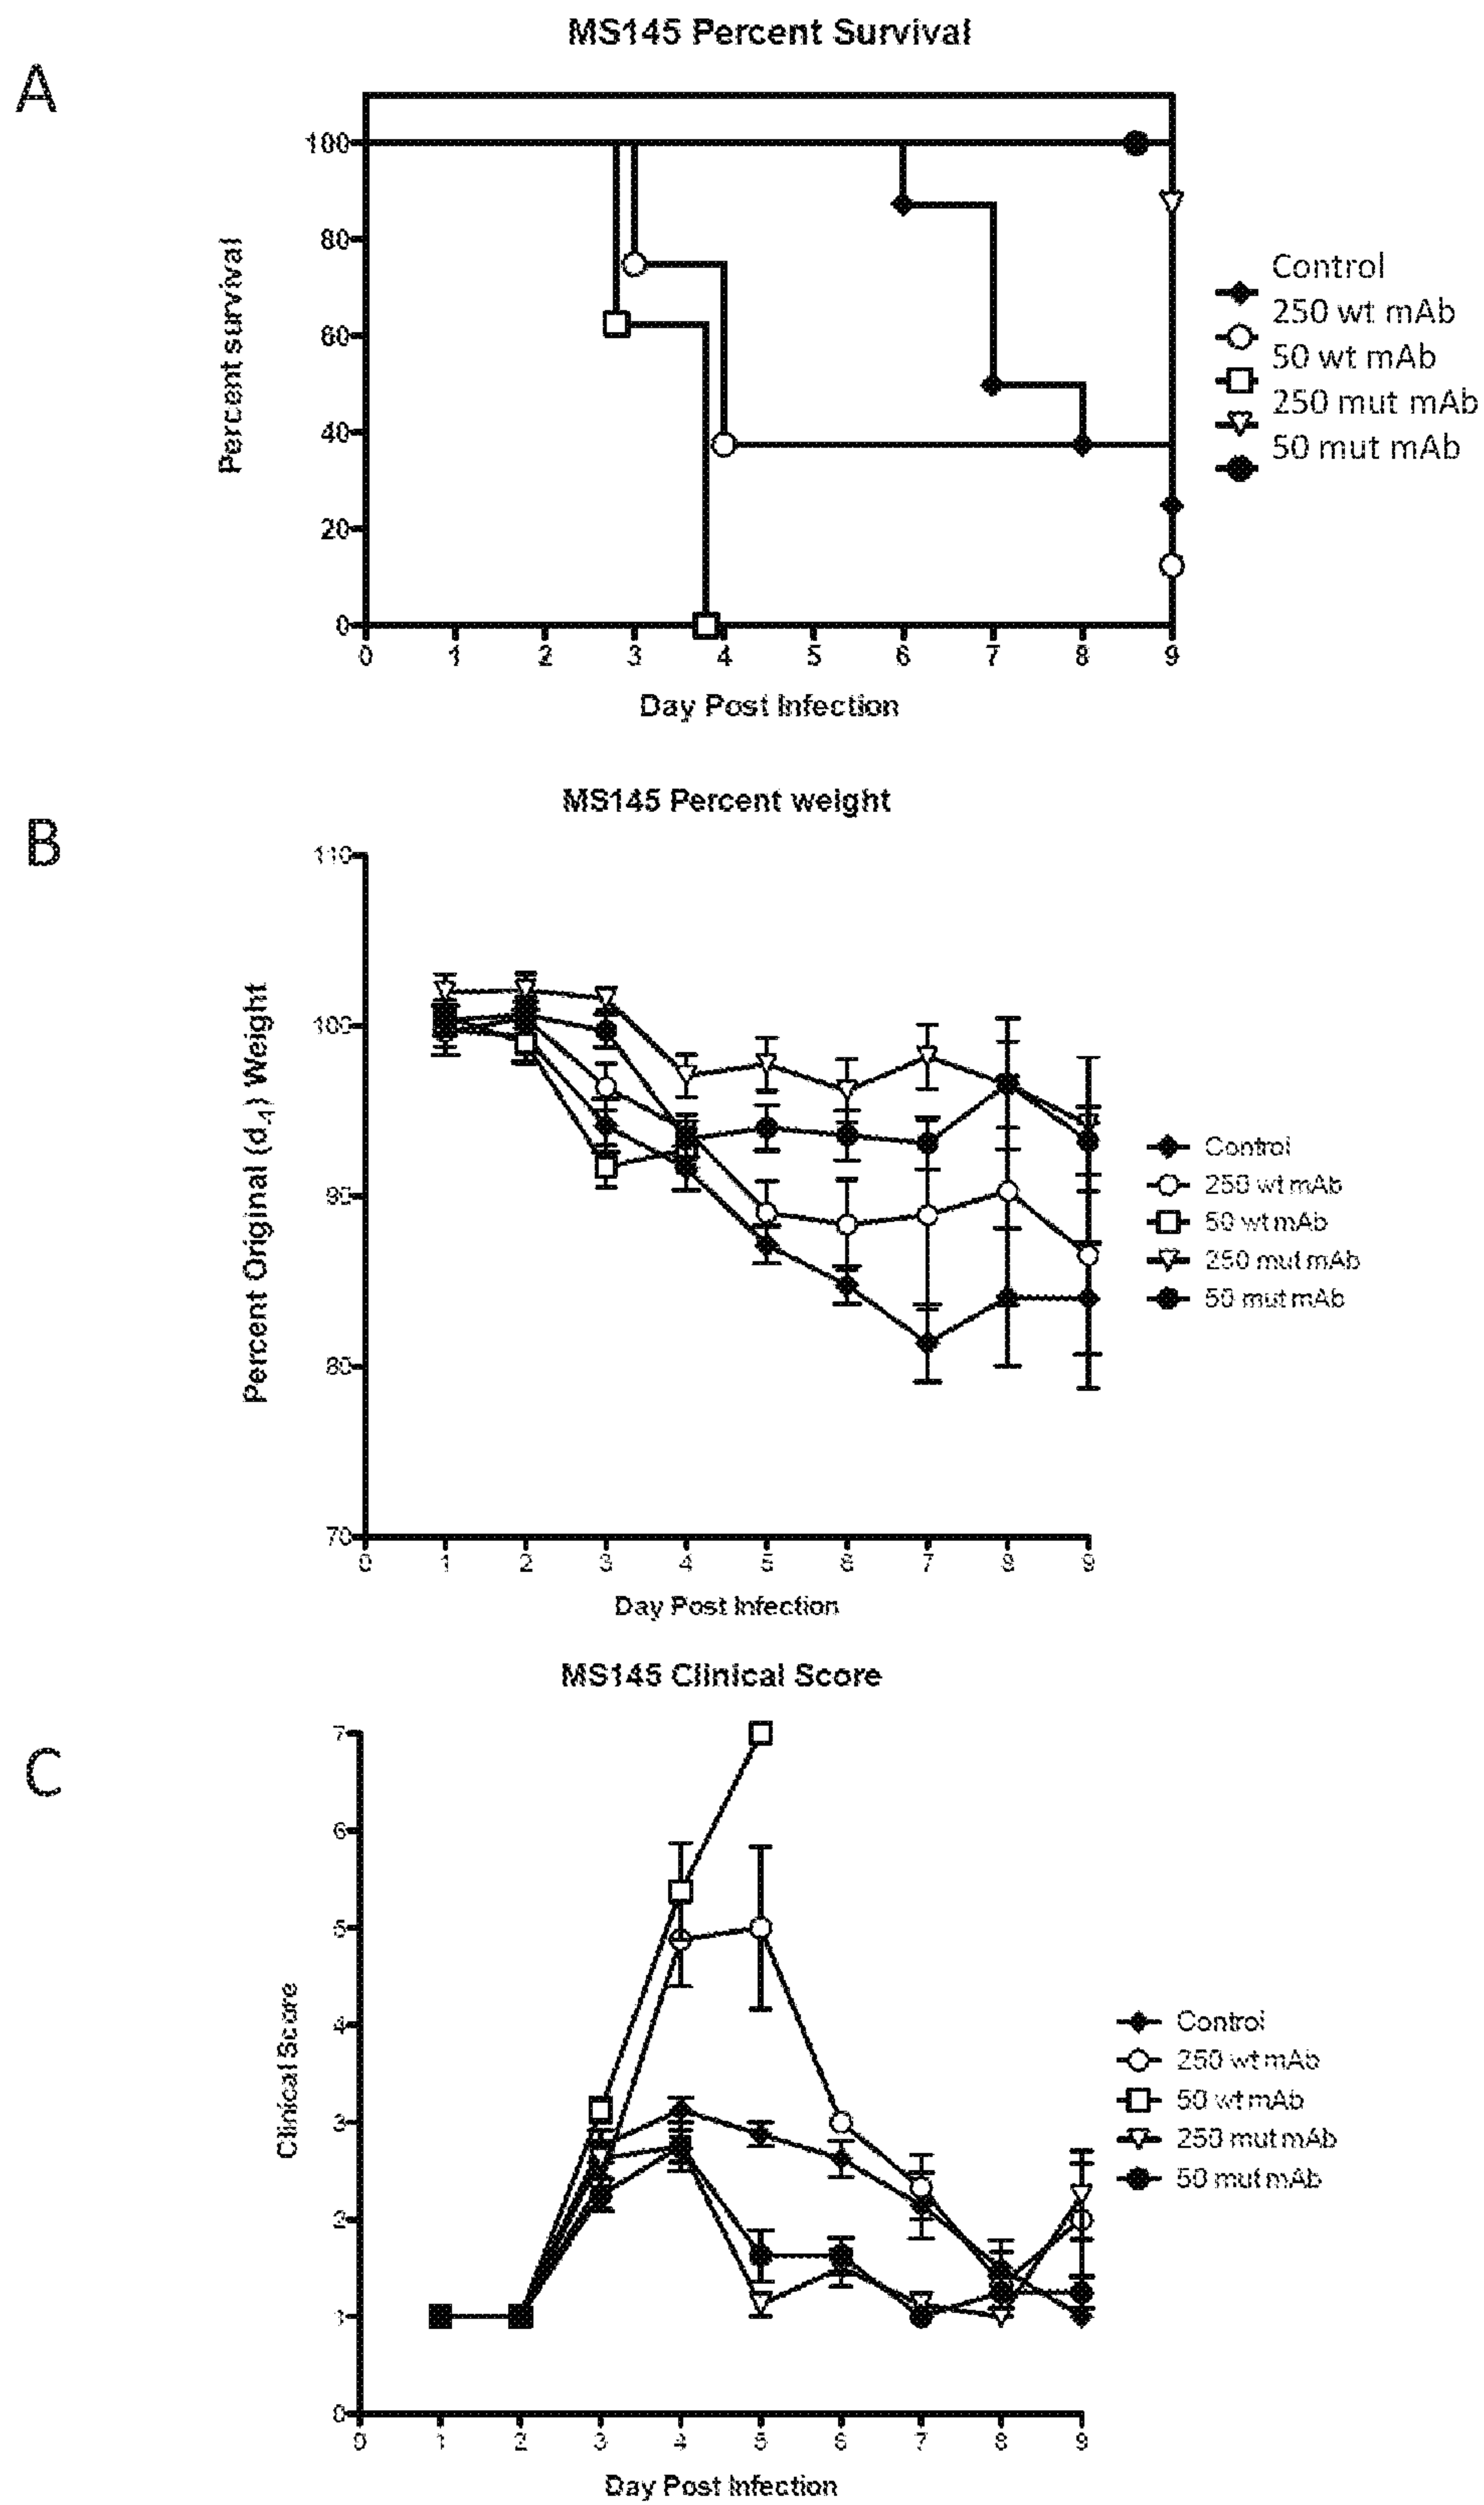 MS145 Percent Survival
A
Percent survival
100
80
60
40
20
0
0 1 2 3 4 5 6 7 8 9
Day Post Infection
Control
250 wt mAb
50 wt mAb
250 mut mAb
50 mut mAb
MS145 Percent weight
B
Percent Original (d-1) Weight
110
100
90
80
70
0 1 2 3 4 5 6 7 8 9
Day Post Infection
Control
250 wt mAb
50 wt mAb
250 mut mAb
50 mut mAb
MS145 Clinical Score
C
Clinical Score
7
6
5
4
3
2
1
0
0 1 2 3 4 5 6 7 8 9
Day Post Infection
Control
250 wt mAb
50 wt mAb
250 mut mAb
50 mut mAb